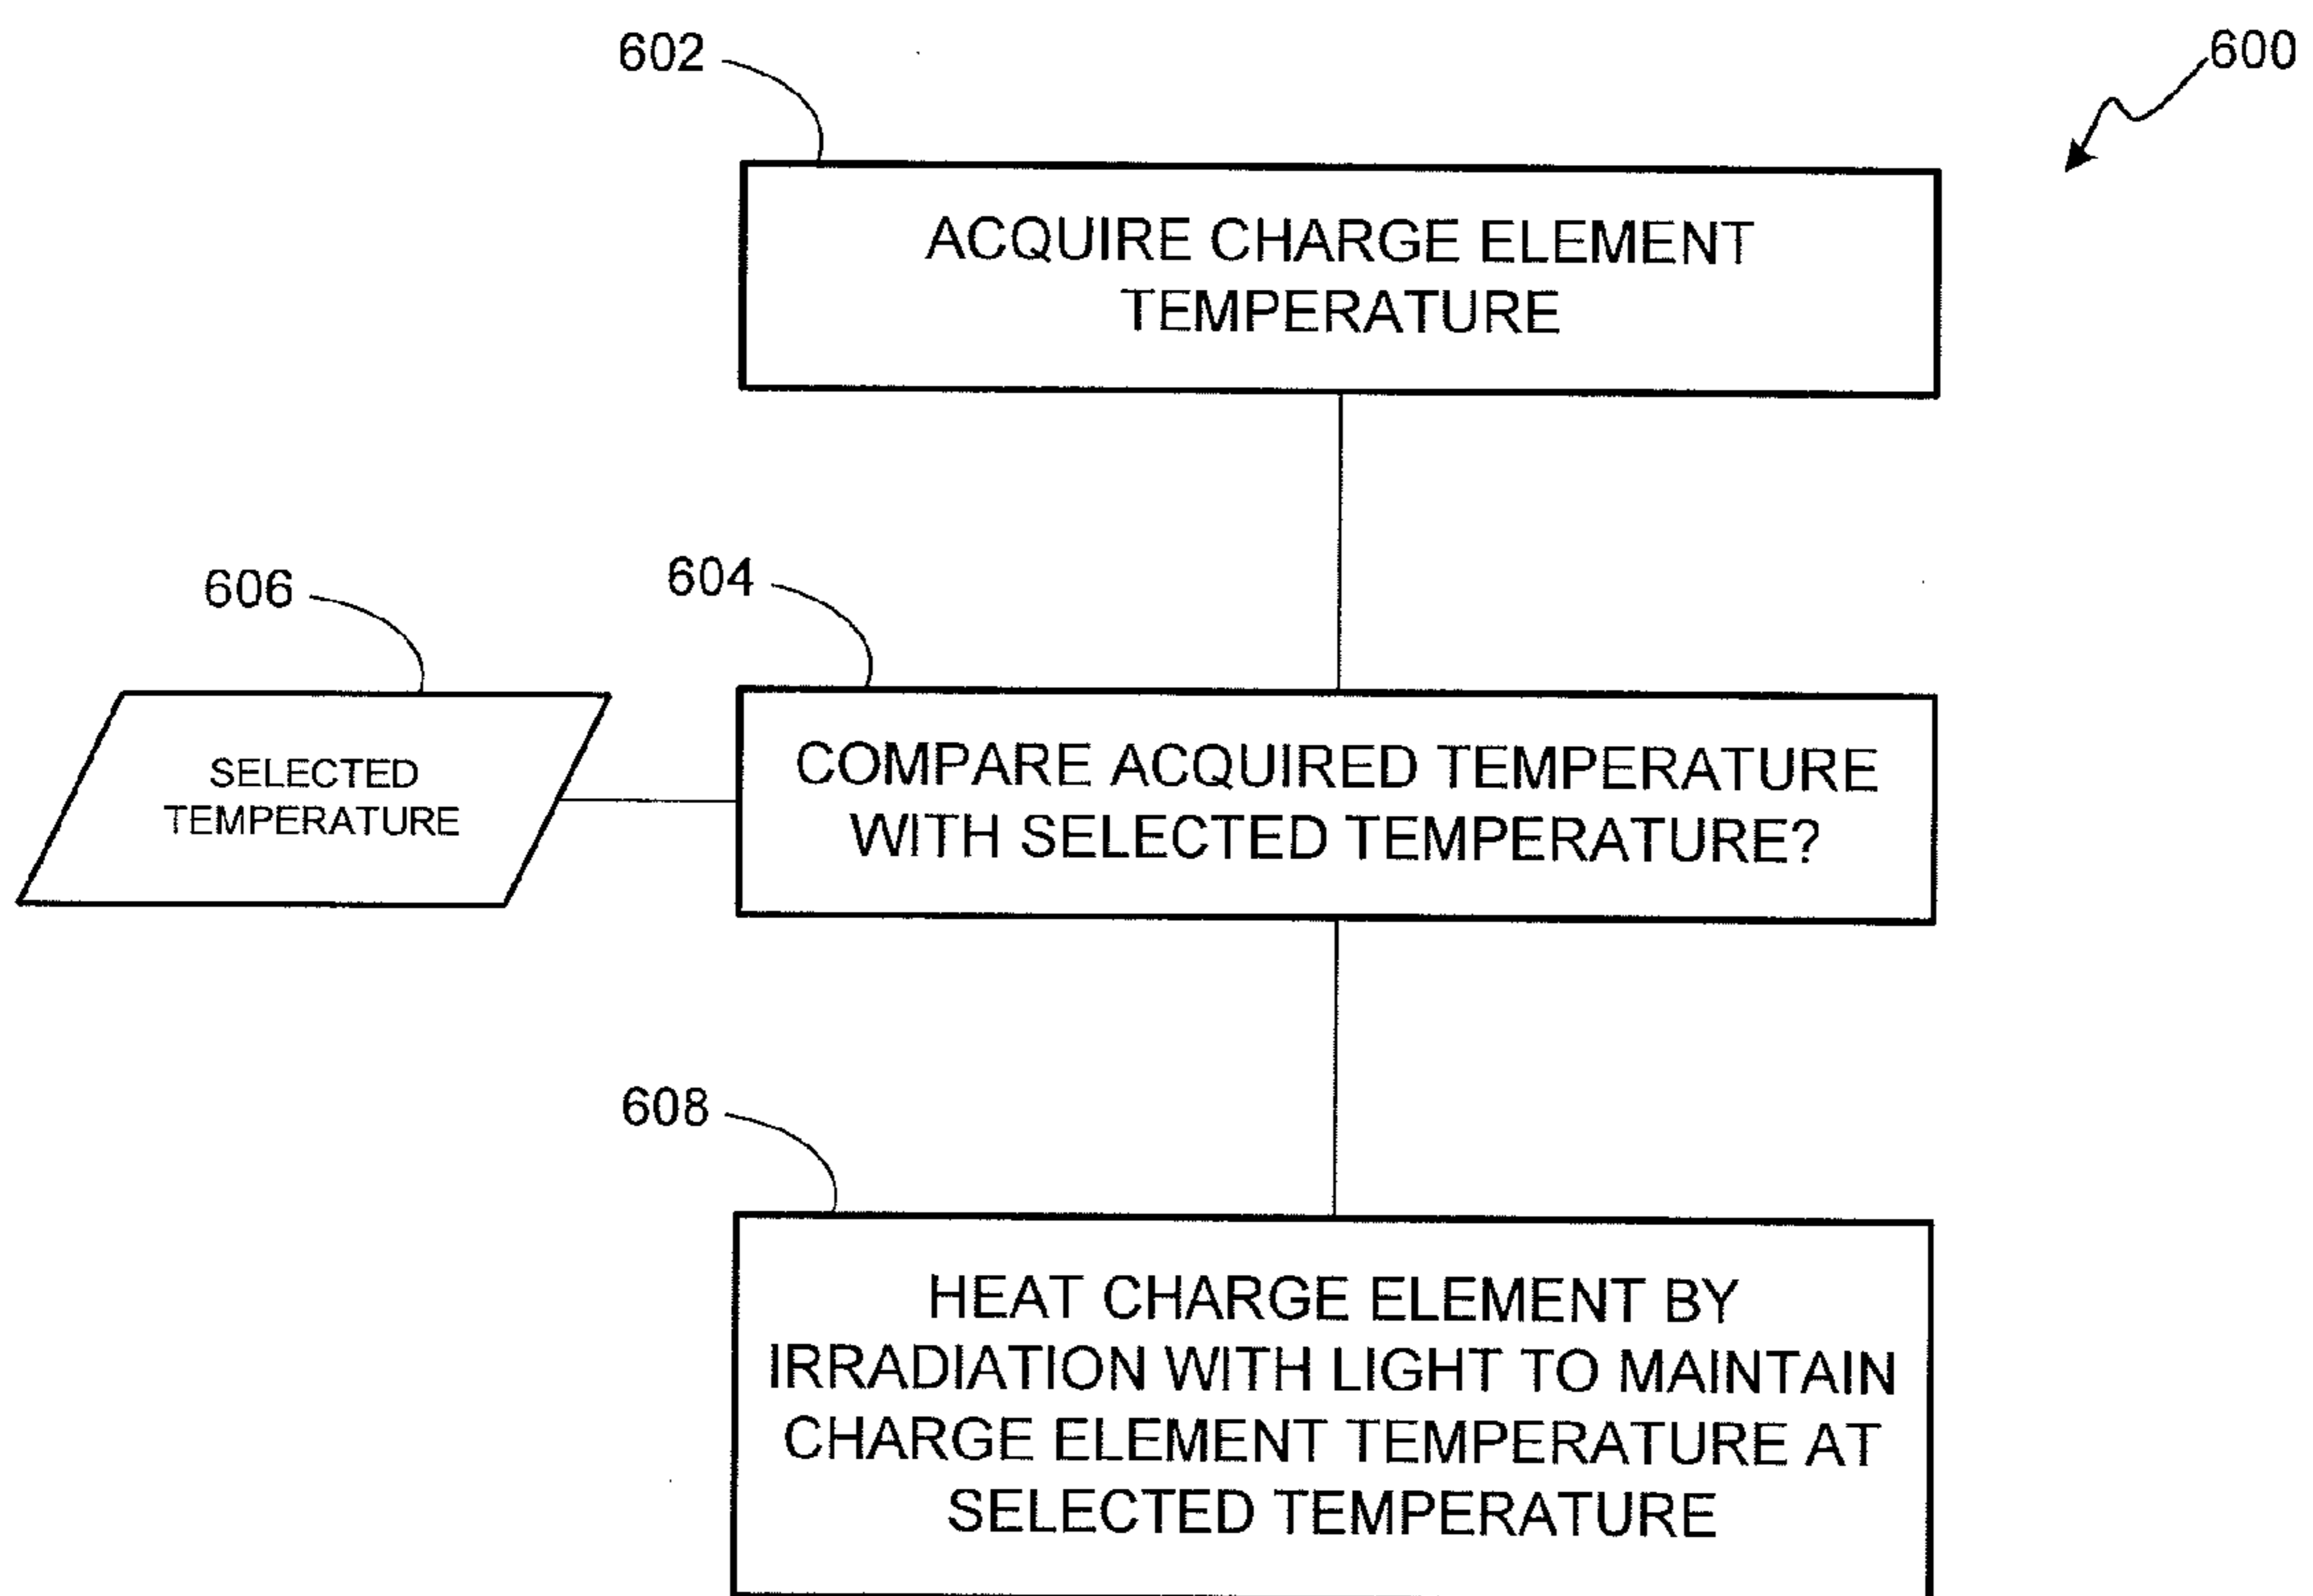 602
600
ACQUIRE CHARGE ELEMENT
TEMPERATURE
606
604
SELECTED
TEMPERATURE
COMPARE ACQUIRED TEMPERATURE
WITH SELECTED TEMPERATURE?
608
HEAT CHARGE ELEMENT BY
IRRADIATION WITH LIGHT TO MAINTAIN
CHARGE ELEMENT TEMPERATURE AT
SELECTED TEMPERATURE